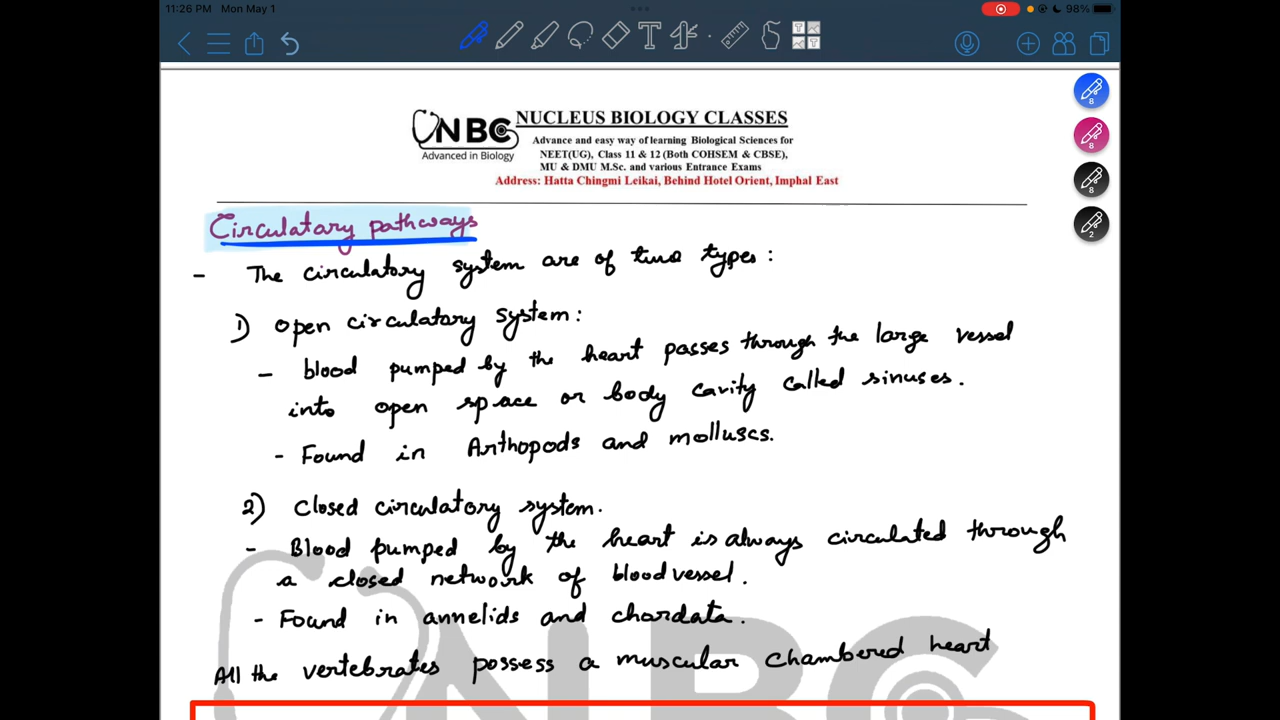 11:26 PM Mon May 1
98%
NBC
Advanced in Biology
NUCLEUS BIOLOGY CLASSES
Advance and easy way of learning Biological Sciences for
NEET(UG), Class 11 & 12 (Both COHSEM & CBSE),
MU & DMU M.Sc. and various Entrance Exams
Address: Hatta Chingmi Leikai, Behind Hotel Orient, Imphal East
8
8
8
2
Circulatory pathways
- The circulatory system are of two types :
1) open circulatory system :
- blood pumped by the heart passes through the large vessel
into open space or body cavity called sinuses.
- Found in Arthopods and molluscs.
2) closed circulatory system.
- Blood pumped by the heart is always circulated through
a closed network of blood vessel.
- Found in annelids and chordata.
All the vertebrates possess a muscular chambered heart
NBC